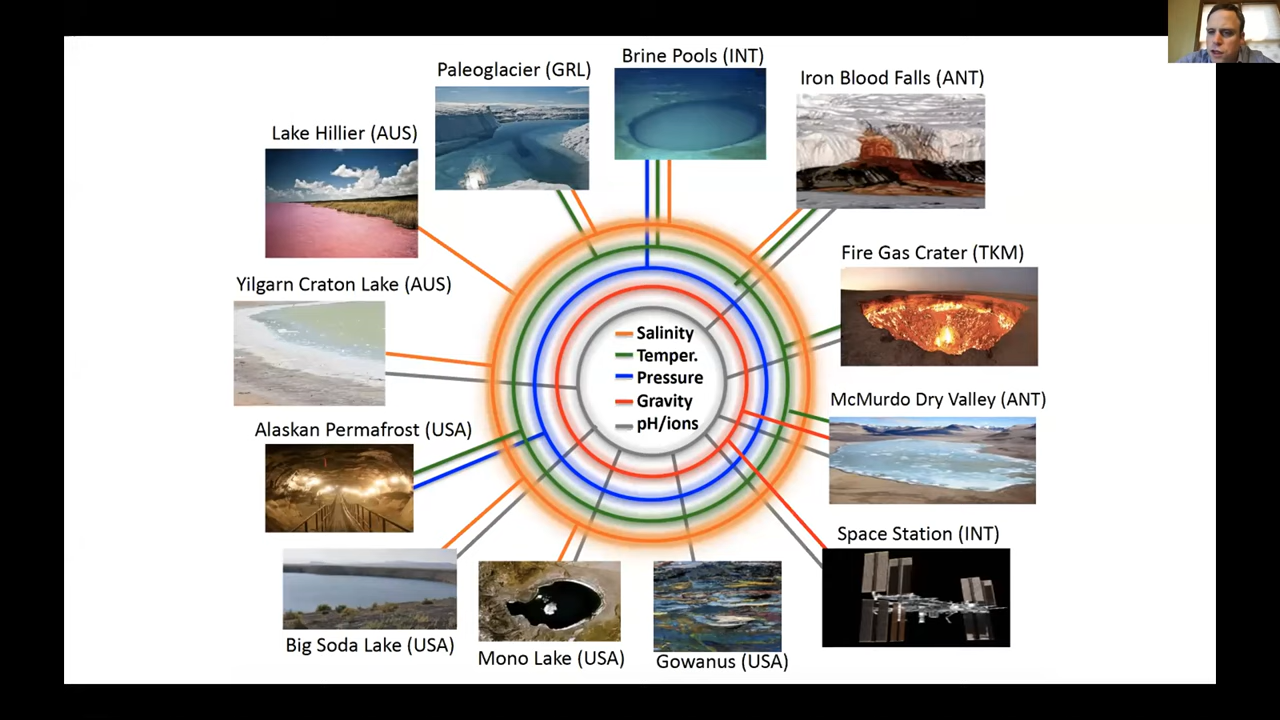 Brine Pools (INT)
Paleoglacier (GRL)
Iron Blood Falls (ANT)
Lake Hillier (AUS)
Fire Gas Crater (TKM)
Yilgarn Craton Lake (AUS)
Salinity
Temper.
Pressure
Gravity
pH/ions
McMurdo Dry Valley (ANT)
Alaskan Permafrost (USA)
Space Station (INT)
Big Soda Lake (USA)
Mono Lake (USA)
Gowanus (USA)